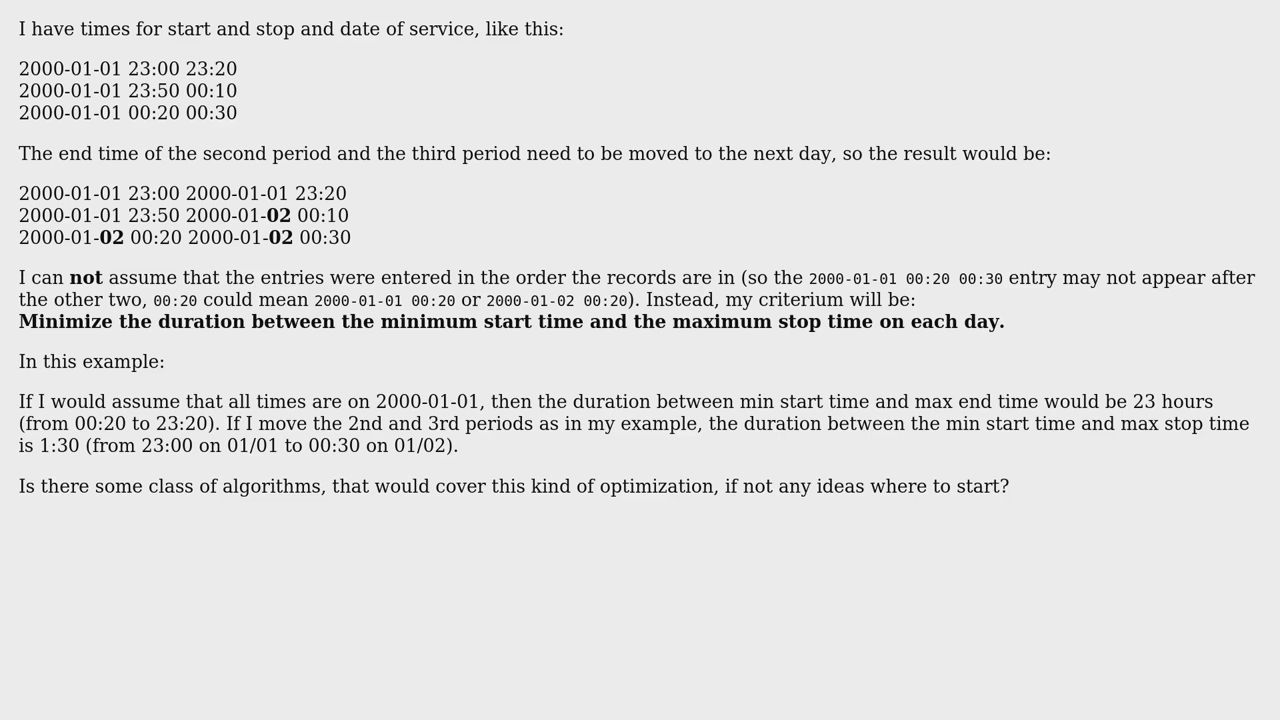 I have times for start and stop and date of service, like this:
2000-01-01 23:00 23:20
2000-01-01 23:50 00:10
2000-01-01 00:20 00:30
The end time of the second period and the third period need to be moved to the next day, so the result would be:
2000-01-01 23:00 2000-01-01 23:20
2000-01-01 23:50 2000-01-02 00:10
2000-01-02 00:20 2000-01-02 00:30
I can not assume that the entries were entered in the order the records are in (so the 2000-01-01 00:20 00:30 entry may not appear after
the other two, 00:20 could mean 2000-01-01 00:20 or 2000-01-02 00:20). Instead, my criterium will be:
Minimize the duration between the minimum start time and the maximum stop time on each day.
In this example:
If I would assume that all times are on 2000-01-01, then the duration between min start time and max end time would be 23 hours
(from 00:20 to 23:20). If I move the 2nd and 3rd periods as in my example, the duration between the min start time and max stop time
is 1:30 (from 23:00 on 01/01 to 00:30 on 01/02).
Is there some class of algorithms, that would cover this kind of optimization, if not any ideas where to start?